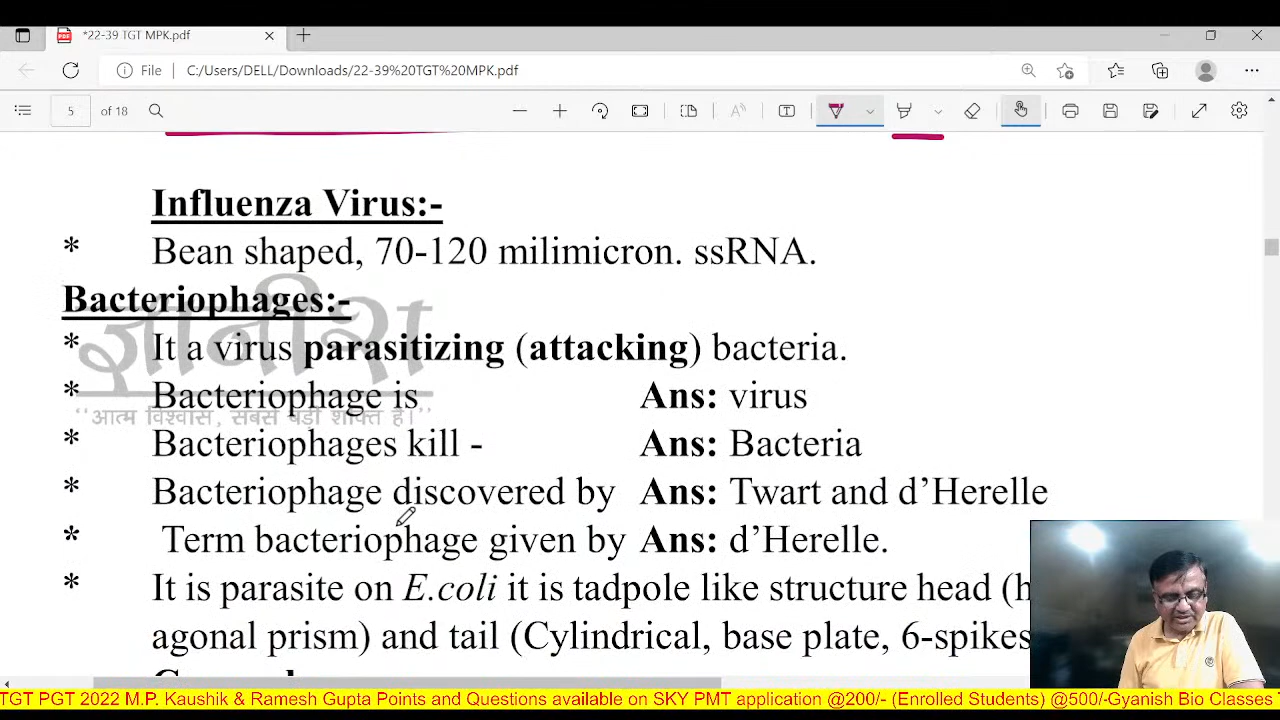 *22-39 TGT MPK.pdf
File C:/Users/DELL/Downloads/22-39%20TGT%20MPK.pdf
5 of 18
Influenza Virus:-
* Bean shaped, 70-120 milimicron. ssRNA.
Bacteriophages:-
ज्ञानीश
* It a virus parasitizing (attacking) bacteria.
* Bacteriophage is Ans: virus
‘‘आत्म विश्वास, सबसे बड़ी शक्ति है।’’
* Bacteriophages kill - Ans: Bacteria
* Bacteriophage discovered by Ans: Twart and d’Herelle
* Term bacteriophage given by Ans: d’Herelle.
* It is parasite on E.coli it is tadpole like structure head (h
agonal prism) and tail (Cylindrical, base plate, 6-spikes
TGT PGT 2022 M.P. Kaushik & Ramesh Gupta Points and Questions available on SKY PMT application @200/- (Enrolled Students) @500/-Gyanish Bio Classes